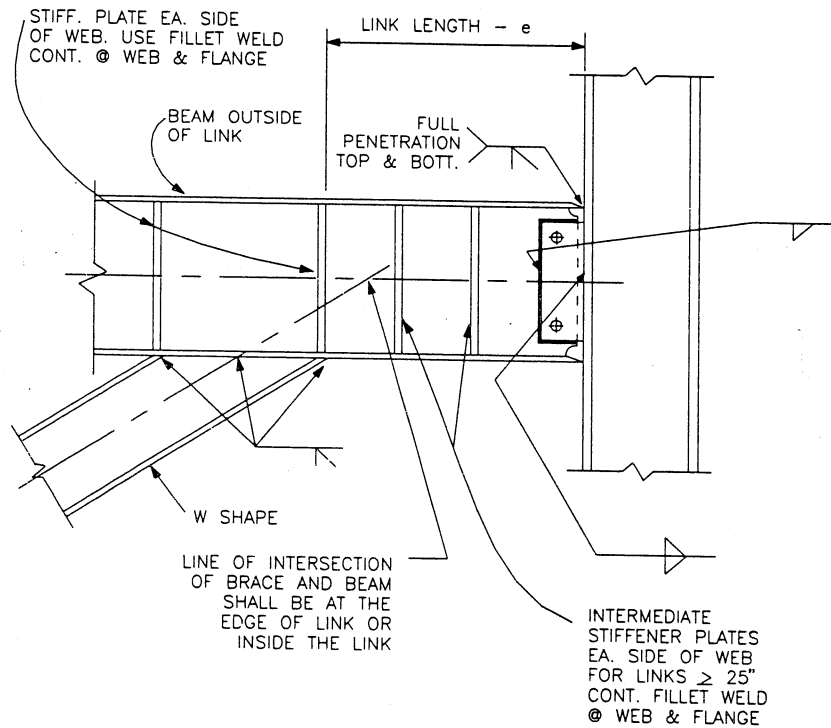 STIFF. PLATE EA. SIDE
OF WEB. USE FILLET WELD
CONT. @ WEB & FLANGE
LINK LENGTH - e
BEAM OUTSIDE
OF LINK
FULL
PENETRATION
TOP & BOTT.
W SHAPE
LINE OF INTERSECTION
OF BRACE AND BEAM
SHALL BE AT THE
EDGE OF LINK OR
INSIDE THE LINK
INTERMEDIATE
STIFFENER PLATES
EA. SIDE OF WEB
FOR LINKS ≥ 25"
CONT. FILLET WELD
@ WEB & FLANGE